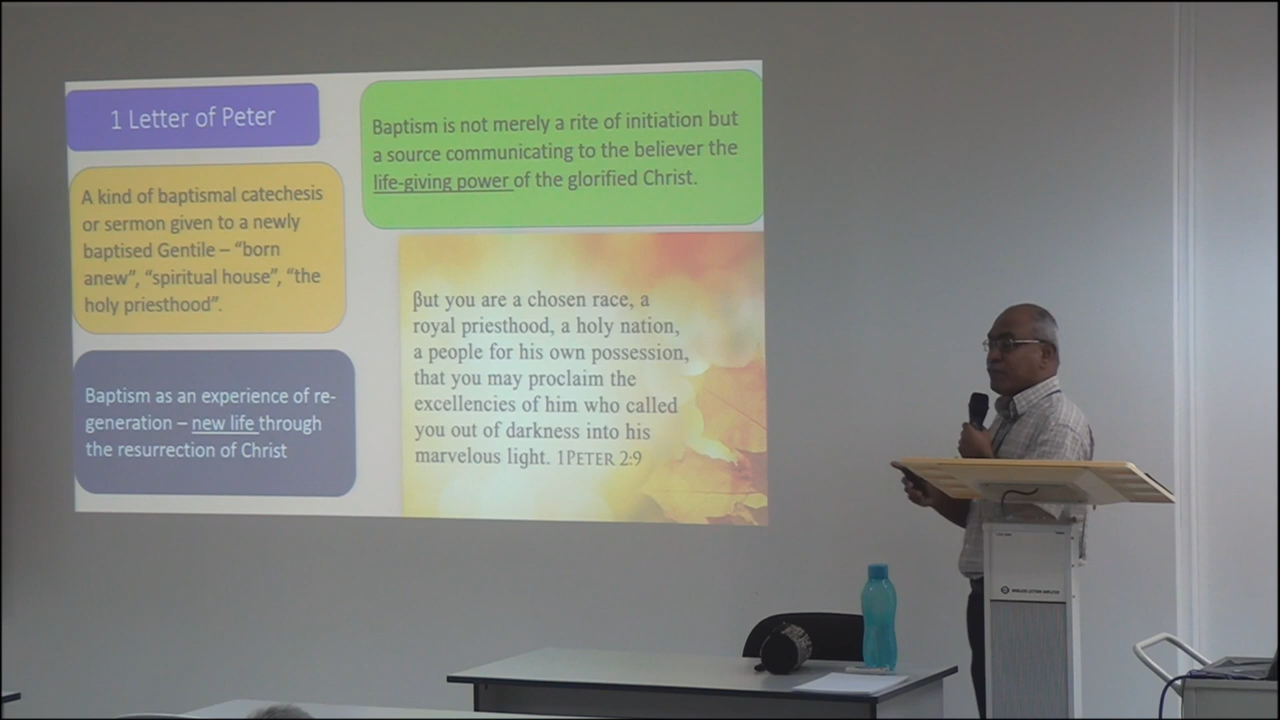 1 Letter of Peter
A kind of baptismal catechesis
or sermon given to a newly
baptised Gentile – “born
anew”, “spiritual house”, “the
holy priesthood”.
Baptism as an experience of re-
generation – new life through
the resurrection of Christ
Baptism is not merely a rite of initiation but
a source communicating to the believer the
life-giving power of the glorified Christ.
But you are a chosen race, a
royal priesthood, a holy nation,
a people for his own possession,
that you may proclaim the
excellencies of him who called
you out of darkness into his
marvelous light. 1PETER 2:9